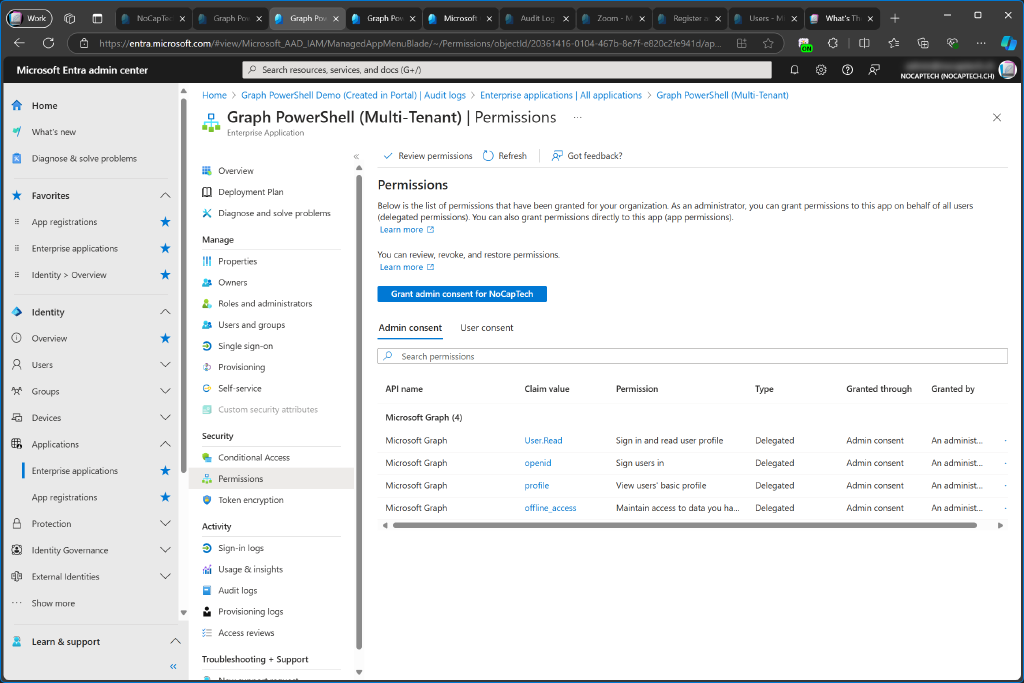 Work
NoCapTec
Graph Pow
Graph Pow
Graph Pow
Microsoft
Audit Log
Zoom - M
Register a
Users - M
What's Th
https://entra.microsoft.com/#view/Microsoft_AAD_IAM/ManagedAppMenuBlade/~/Permissions/objectId/20361416-0104-467b-8e7f-e820c2fe941d/ap...
ON
Microsoft Entra admin center
Search resources, services, and docs (G+/)
NOCAPTECH (NOCAPTECH.CH)
Home
What's new
Diagnose & solve problems
Favorites
App registrations
Enterprise applications
Identity > Overview
Identity
Overview
Users
Groups
Devices
Applications
Enterprise applications
App registrations
Protection
Identity Governance
External Identities
Show more
Learn & support
Home > Graph PowerShell Demo (Created in Portal) | Audit logs > Enterprise applications | All applications > Graph PowerShell (Multi-Tenant)
Graph PowerShell (Multi-Tenant) | Permissions ...
Enterprise Application
Overview
Deployment Plan
Diagnose and solve problems
Manage
Properties
Owners
Roles and administrators
Users and groups
Single sign-on
Provisioning
Self-service
Custom security attributes
Security
Conditional Access
Permissions
Token encryption
Activity
Sign-in logs
Usage & insights
Audit logs
Provisioning logs
Access reviews
Troubleshooting + Support
New support request
Review permissions Refresh Got feedback?
Permissions
Below is the list of permissions that have been granted for your organization. As an administrator, you can grant permissions to this app on behalf of all users
(delegated permissions). You can also grant permissions directly to this app (app permissions).
Learn more
You can review, revoke, and restore permissions.
Learn more
Grant admin consent for NoCapTech
Admin consent User consent
Search permissions
API name Claim value Permission Type Granted through Granted by
Microsoft Graph (4)
Microsoft Graph User.Read Sign in and read user profile Delegated Admin consent An administ...
Microsoft Graph openid Sign users in Delegated Admin consent An administ...
Microsoft Graph profile View users' basic profile Delegated Admin consent An administ...
Microsoft Graph offline_access Maintain access to data you ha... Delegated Admin consent An administ...